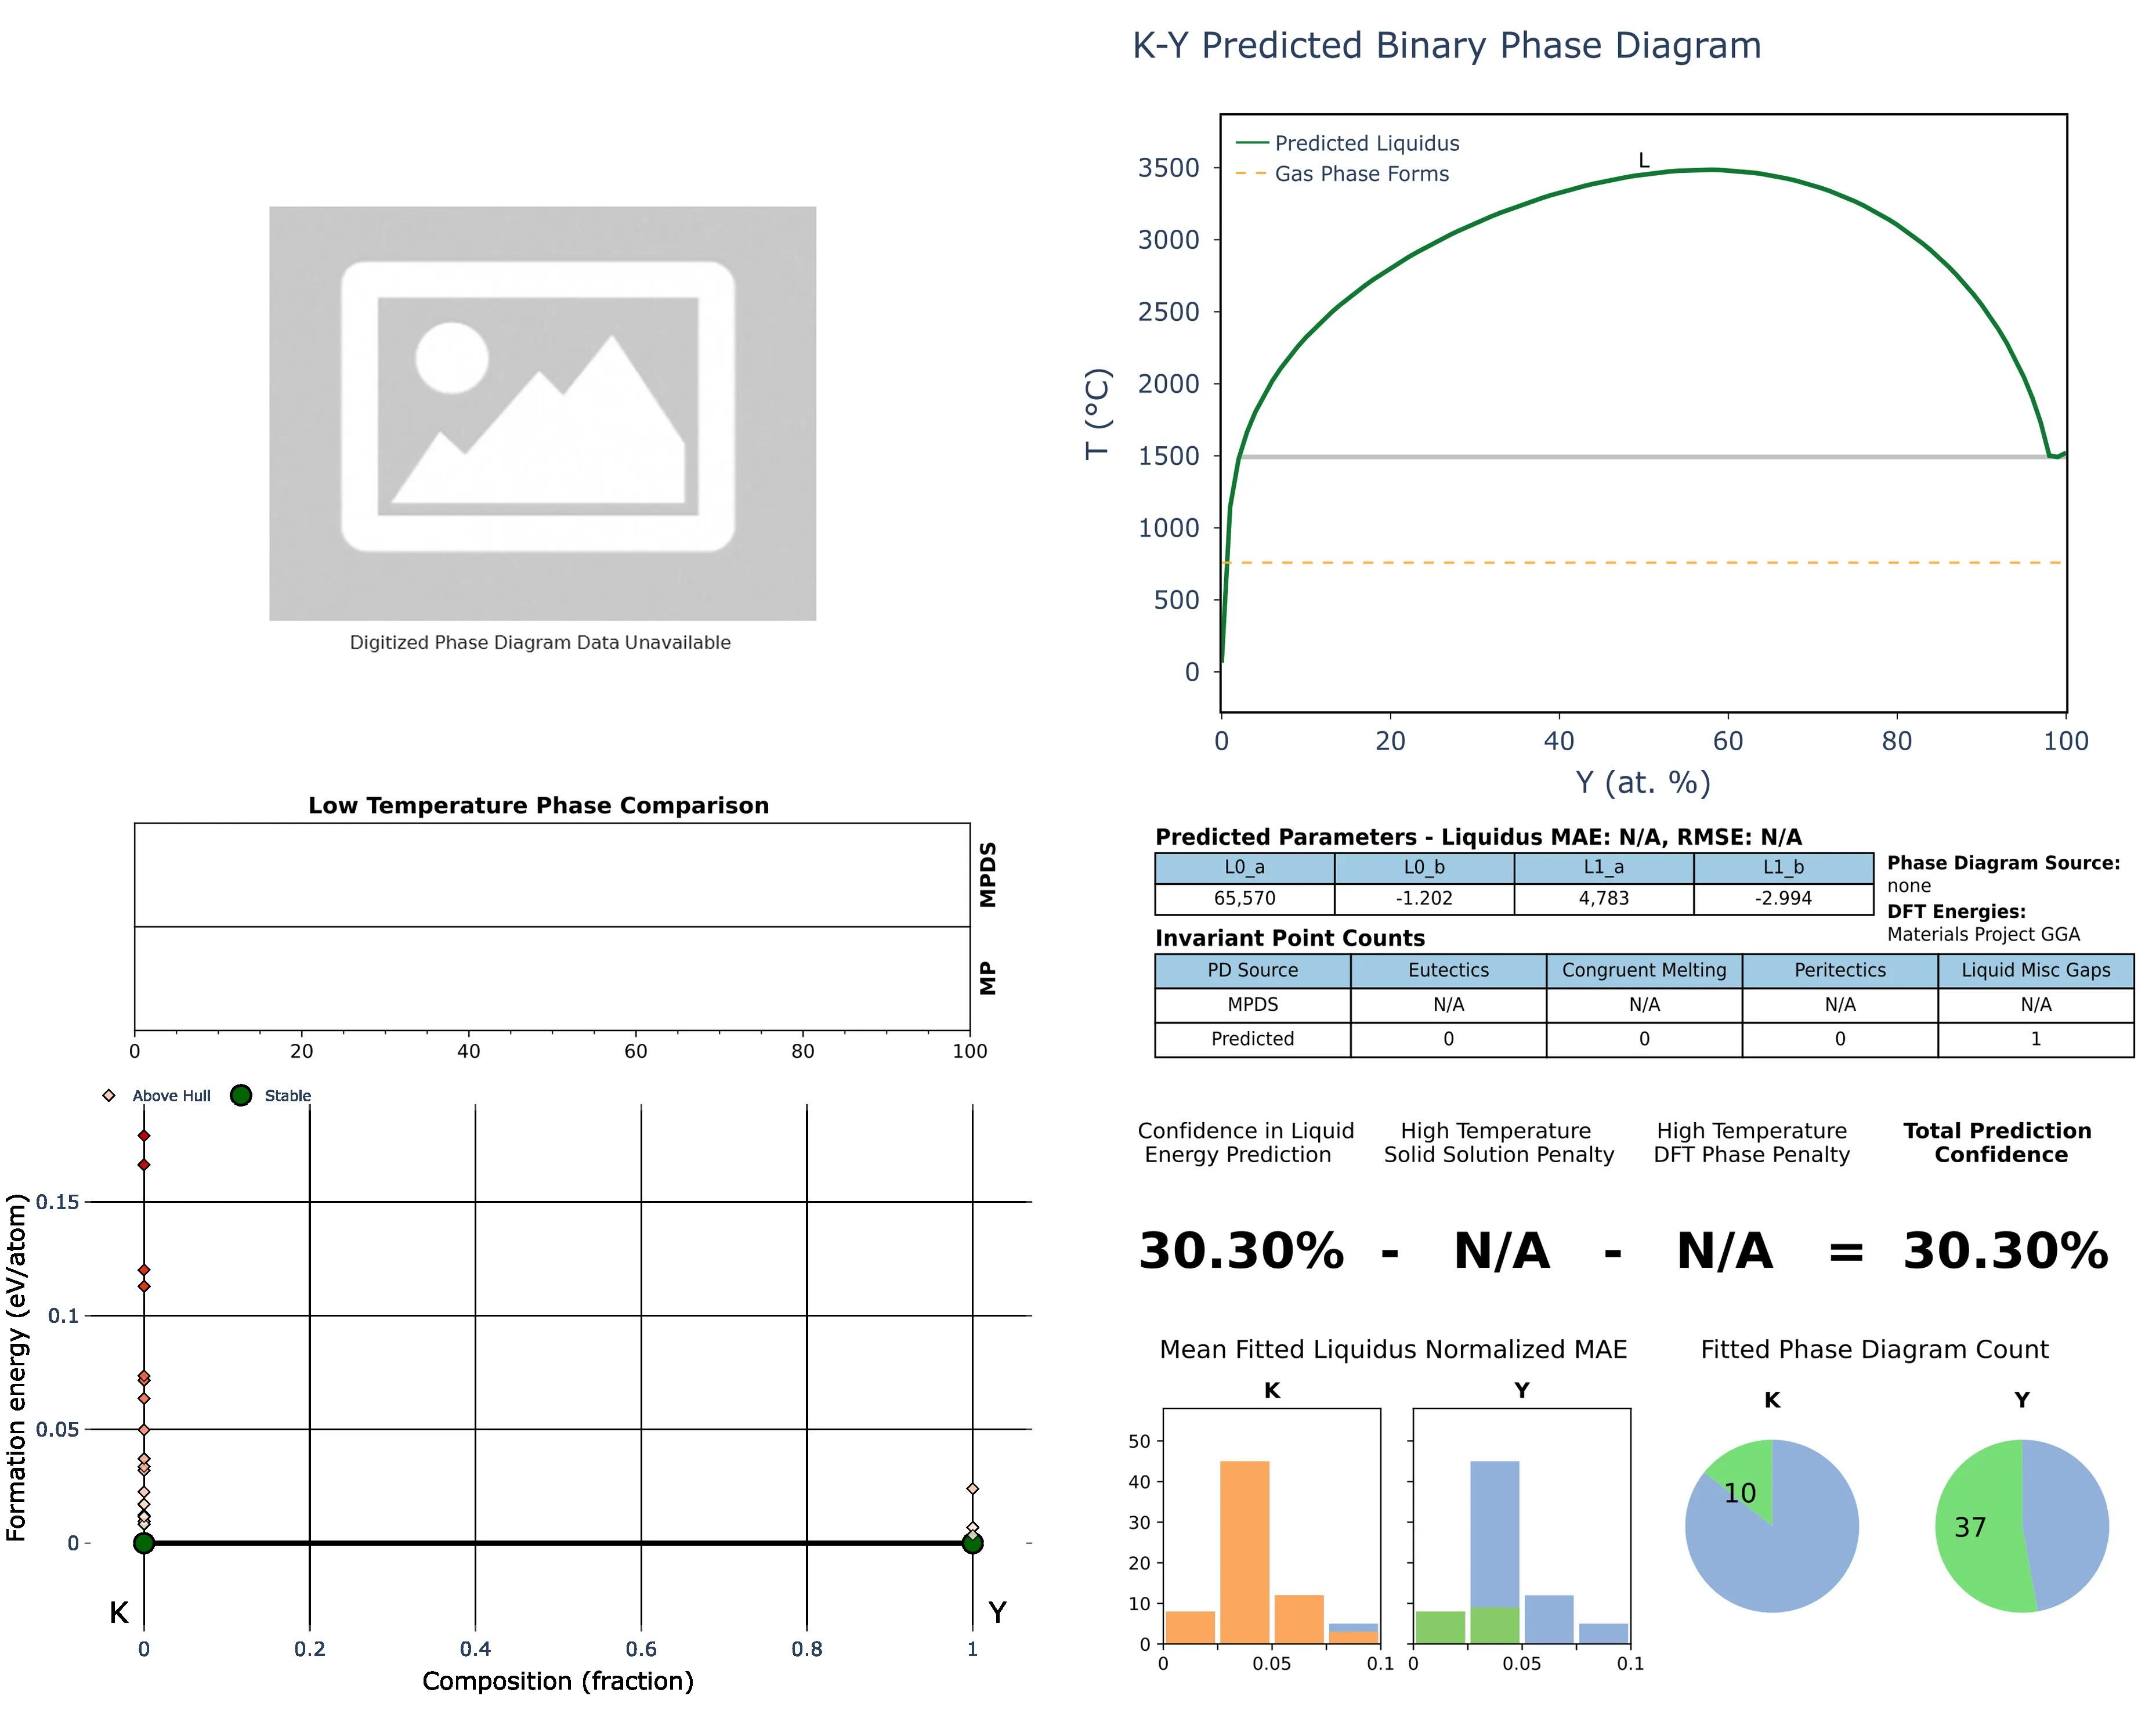 K-Y Predicted Binary Phase Diagram
Predicted Liquidus
Gas Phase Forms
L
3500
3000
2500
2000
1500
1000
500
0
T (°C)
0 20 40 60 80 100
Y (at. %)
Digitized Phase Diagram Data Unavailable
Low Temperature Phase Comparison
MPDS
MP
0 20 40 60 80 100
Predicted Parameters - Liquidus MAE: N/A, RMSE: N/A
L0_a L0_b L1_a L1_b
65,570 -1.202 4,783 -2.994
Phase Diagram Source:
none
DFT Energies:
Materials Project GGA
Invariant Point Counts
PD Source Eutectics Congruent Melting Peritectics Liquid Misc Gaps
MPDS N/A N/A N/A N/A
Predicted 0 0 0 1
Above Hull Stable
0.15
0.1
0.05
0
Formation energy (eV/atom)
K Y
0 0.2 0.4 0.6 0.8 1
Composition (fraction)
Confidence in Liquid
Energy Prediction
High Temperature
Solid Solution Penalty
High Temperature
DFT Phase Penalty
Total Prediction
Confidence
30.30% - N/A - N/A = 30.30%
Mean Fitted Liquidus Normalized MAE
K Y
50
40
30
20
10
0
0 0.05 0.1
0 0.05 0.1
Fitted Phase Diagram Count
K Y
10
37